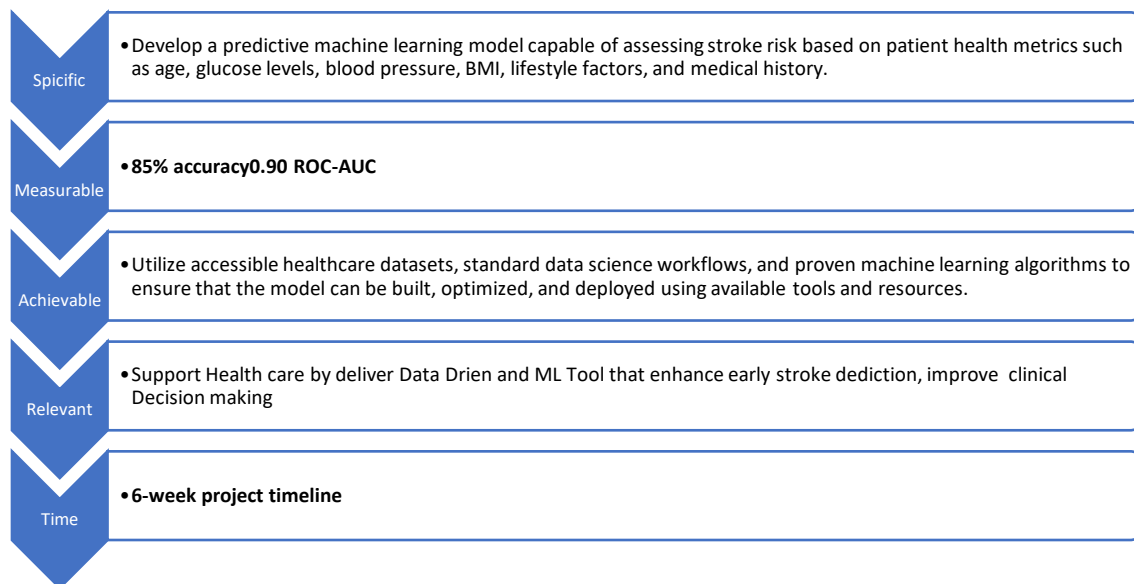 Spicific
•Develop a predictive machine learning model capable of assessing stroke risk based on patient health metrics such
as age, glucose levels, blood pressure, BMI, lifestyle factors, and medical history.
Measurable
•85% accuracy0.90 ROC-AUC
Achievable
•Utilize accessible healthcare datasets, standard data science workflows, and proven machine learning algorithms to
ensure that the model can be built, optimized, and deployed using available tools and resources.
Relevant
•Support Health care by deliver Data Drien and ML Tool that enhance early stroke dediction, improve clinical
Decision making
Time
•6-week project timeline